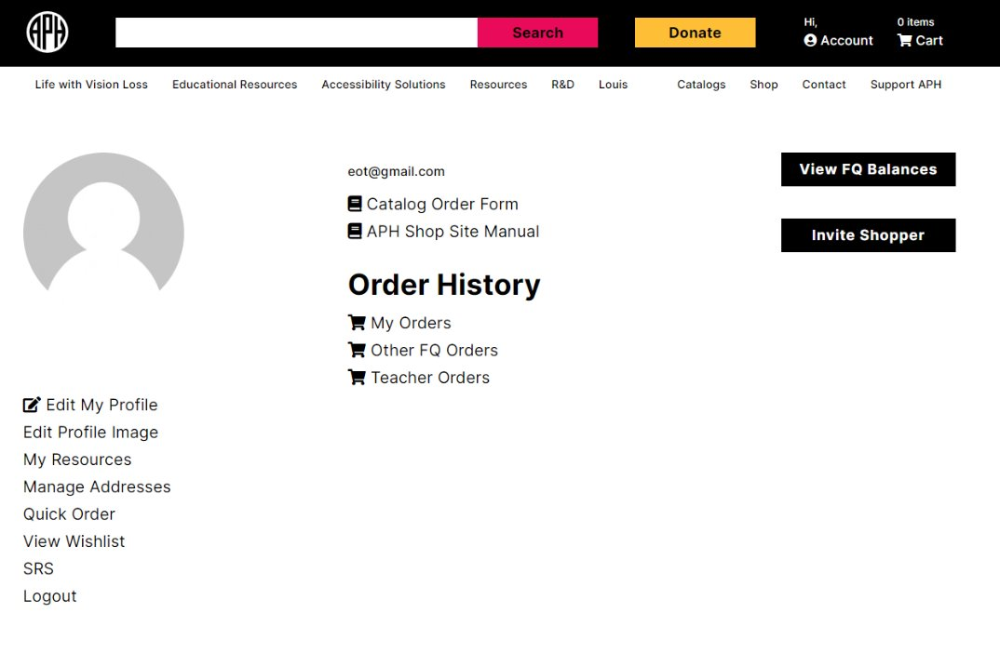 APH
Search
Donate
Hi,
Account
0 items
Cart
Life with Vision Loss
Educational Resources
Accessibility Solutions
Resources
R&D
Louis
Catalogs
Shop
Contact
Support APH
eot@gmail.com
Catalog Order Form
APH Shop Site Manual
View FQ Balances
Invite Shopper
Order History
My Orders
Other FQ Orders
Teacher Orders
Edit My Profile
Edit Profile Image
My Resources
Manage Addresses
Quick Order
View Wishlist
SRS
Logout